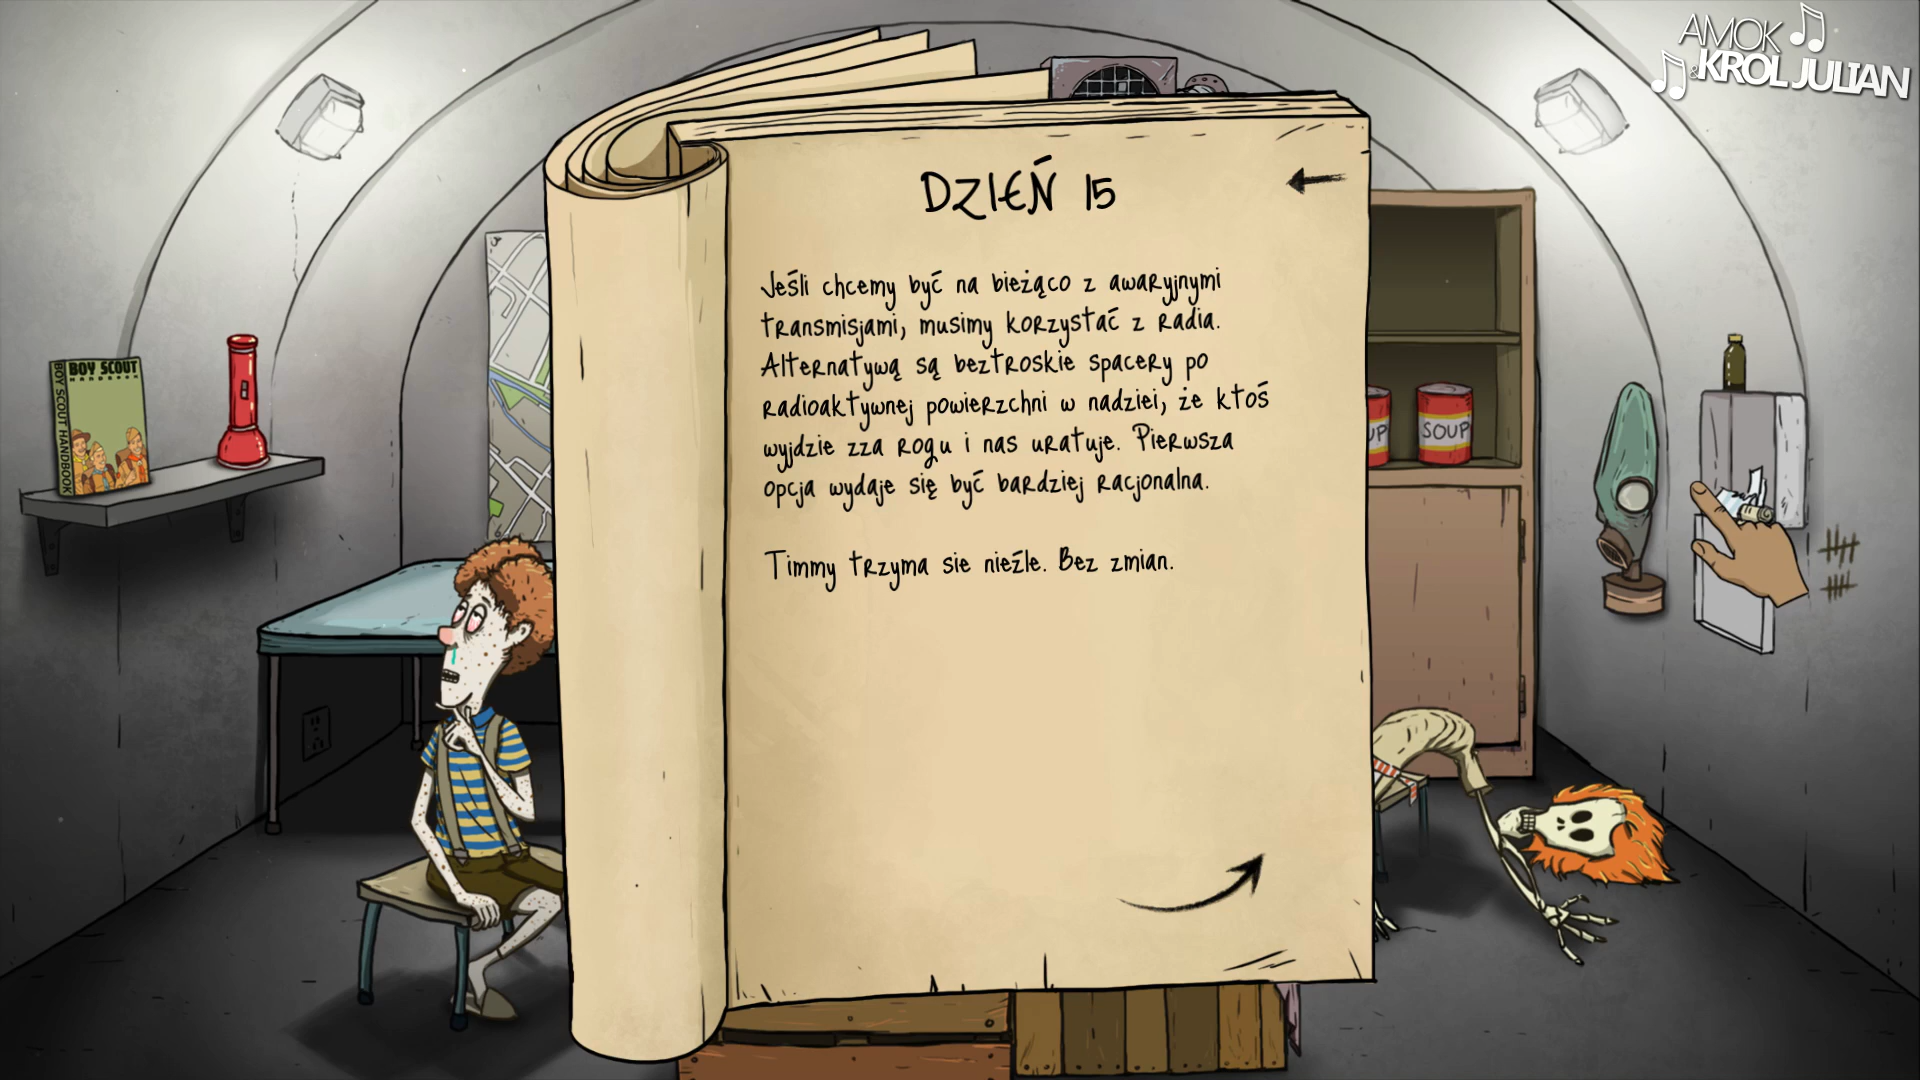 AMOK
& KROL JULIAN
DZIEŃ 15
Jeśli chcemy być na bieżąco z awaryjnymi
transmisjami, musimy korzystać z radia.
Alternatywą są beztroskie spacery po
radioaktywnej powierzchni w nadziei, że ktoś
wyjdzie zza rogu i nas uratuje. Pierwsza
opcja wydaje się być bardziej racjonalna.
Timmy trzyma sie nieźle. Bez zmian.
BOY SCOUT
HANDBOOK
BOY SCOUT HANDBOOK
UP
SOUP